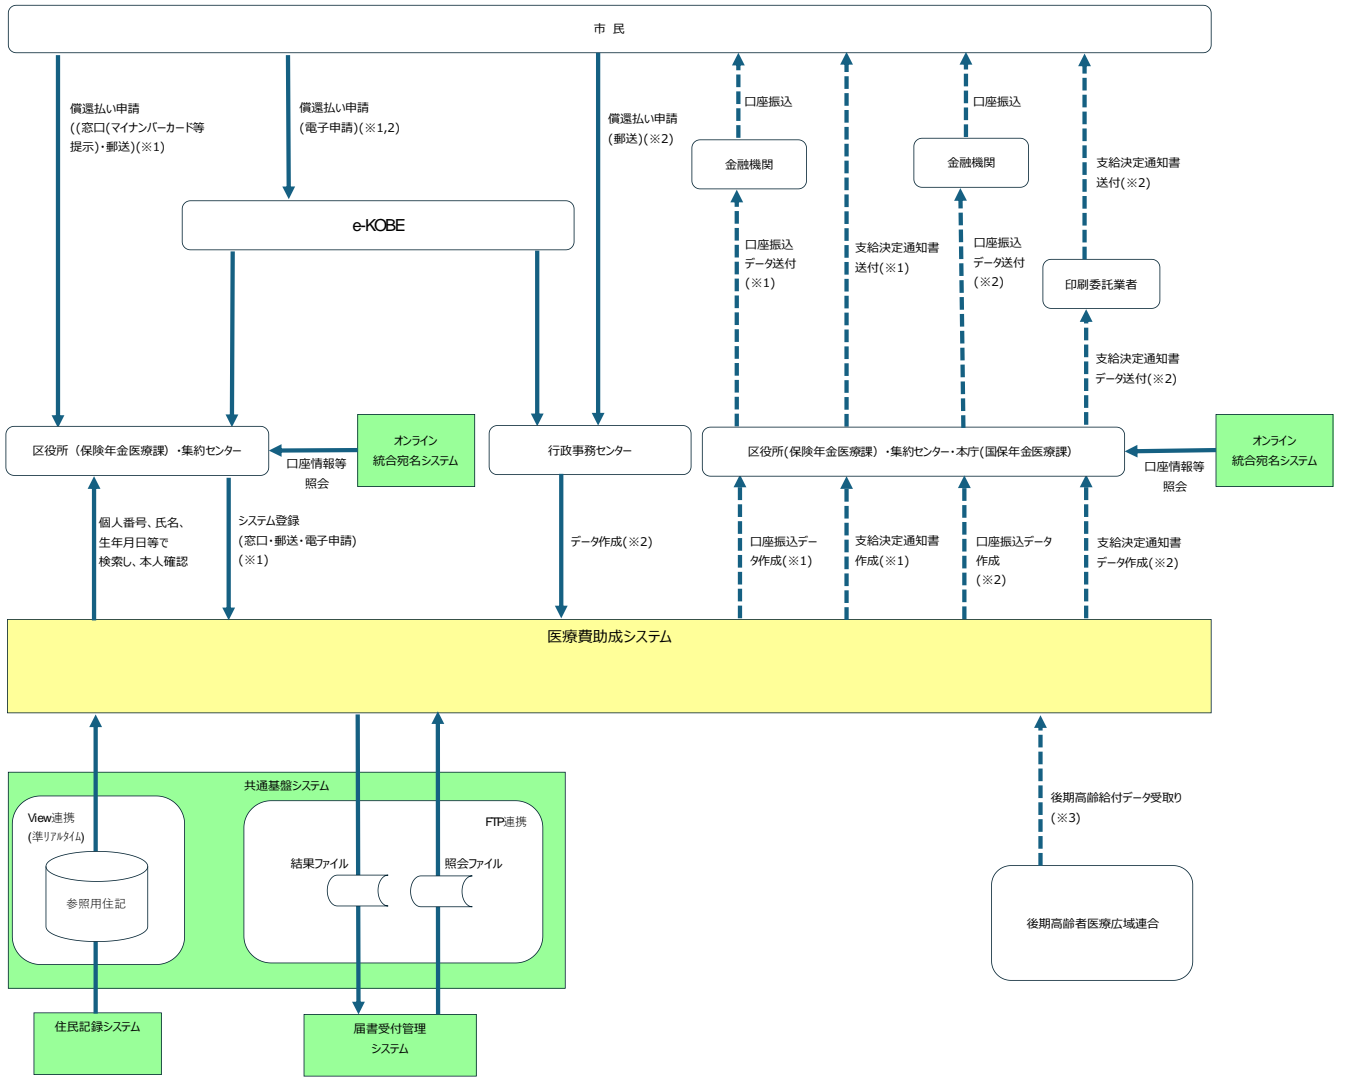 市 民
償還払い申請
((窓口(マイナンバーカード等
提示)・郵送)(※1)
償還払い申請
(電子申請)(※1,2)
償還払い申請
(郵送)(※2)
口座振込
口座振込
金融機関
金融機関
支給決定通知書
送付(※2)
e-KOBE
口座振込
データ送付
(※1)
支給決定通知書
送付(※1)
口座振込
データ送付
(※2)
印刷委託業者
支給決定通知書
データ送付(※2)
区役所（保険年金医療課）・集約センター
口座情報等
照会
オンライン
統合宛名システム
行政事務センター
区役所(保険年金医療課）・集約センター・本庁(国保年金医療課)
口座情報等
照会
オンライン
統合宛名システム
個人番号、氏名、
生年月日等で
検索し、本人確認
システム登録
(窓口・郵送・電子申請)
(※1)
データ作成(※2)
口座振込デー
タ作成(※1)
支給決定通知書
作成(※1)
口座振込データ
作成
(※2)
支給決定通知書
データ作成(※2)
医療費助成システム
共通基盤システム
View連携
(準リアルタイム)
参照用住記
FTP連携
結果ファイル
照会ファイル
後期高齢給付データ受取り
(※3)
後期高齢者医療広域連合
住民記録システム
届書受付管理
システム